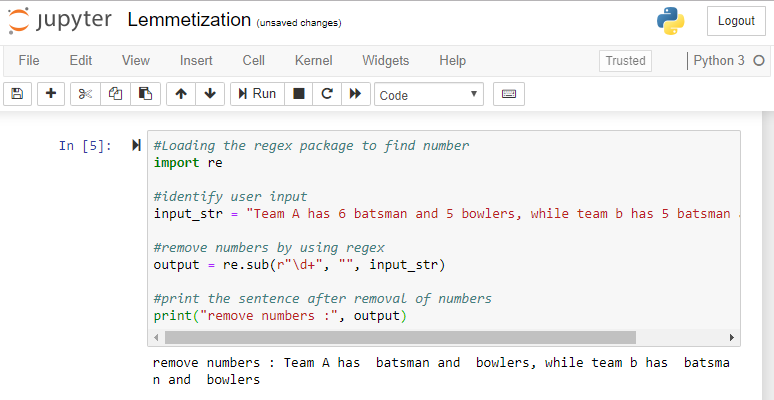 jupyter Lemmetization (unsaved changes) Logout
File Edit View Insert Cell Kernel Widgets Help Trusted Python 3
Run Code
In [5]:
#Loading the regex package to find number
import re
#identify user input
input_str = "Team A has 6 batsman and 5 bowlers, while team b has 5 batsman
#remove numbers by using regex
output = re.sub(r"\d+", "", input_str)
#print the sentence after removal of numbers
print("remove numbers :", output)
remove numbers : Team A has  batsman and  bowlers, while team b has  batsma
n and  bowlers